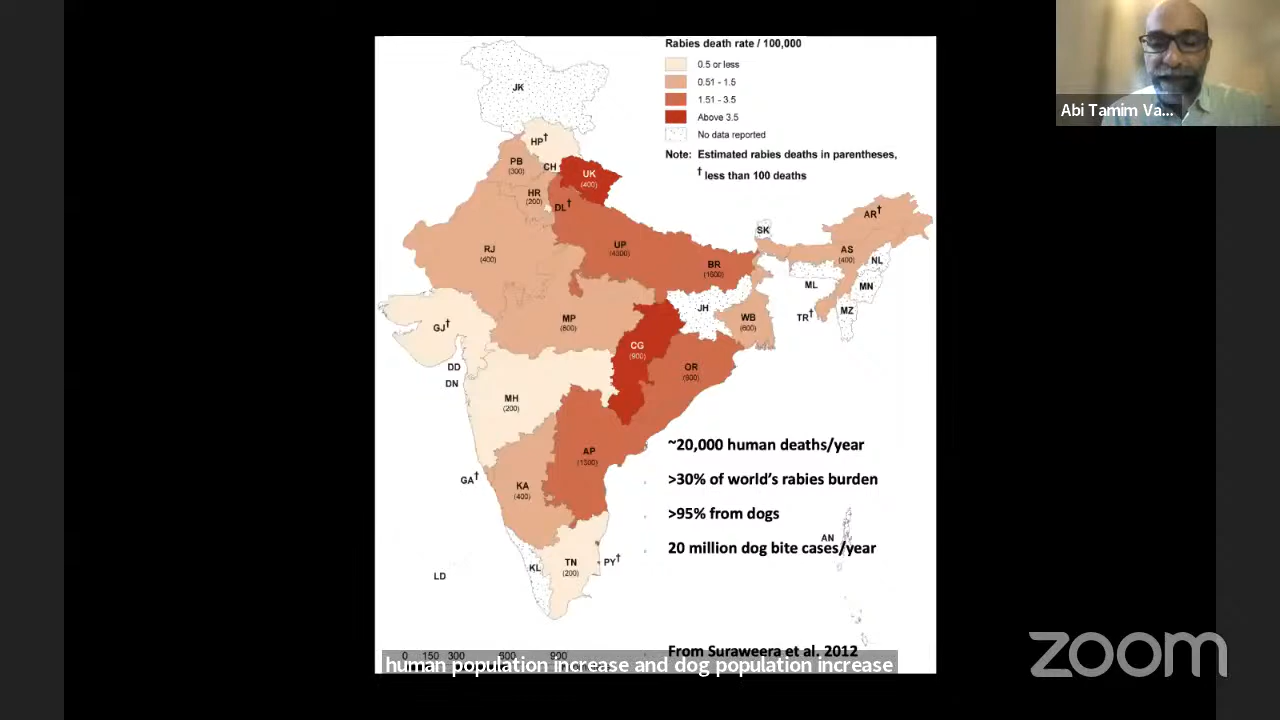 Rabies death rate / 100,000
0.5 or less
0.51 - 1.5
1.51 - 3.5
Above 3.5
No data reported
Note: Estimated rabies deaths in parentheses,
† less than 100 deaths
Abi Tamim Va...
JK
HP†
PB
(300)
CH
UK
(400)
HR
(200)
DL†
RJ
(400)
UP
(4300)
BR
(1000)
SK
AR†
AS
(400)
NL
ML
MN
TR†
MZ
JH
WB
(600)
MP
(800)
GJ†
CG
(900)
OR
(900)
DD
DN
MH
(200)
AP
(1300)
GA†
KA
(400)
KL
TN
(200)
PY†
LD
AN
~20,000 human deaths/year
>30% of world's rabies burden
>95% from dogs
20 million dog bite cases/year
From Suraweera et al. 2012
0 150 300 900
human population increase and dog population increase
zoom